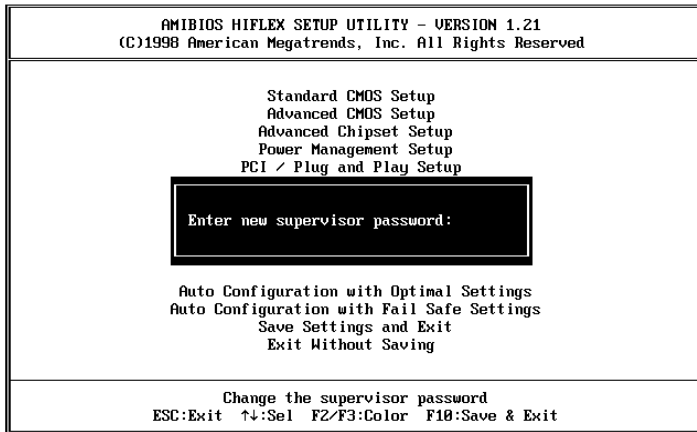 AMIBIOS HIFLEX SETUP UTILITY - VERSION 1.21
(C)1998 American Megatrends, Inc. All Rights Reserved
Standard CMOS Setup
Advanced CMOS Setup
Advanced Chipset Setup
Power Management Setup
PCI / Plug and Play Setup
Enter new supervisor password:
Auto Configuration with Optimal Settings
Auto Configuration with Fail Safe Settings
Save Settings and Exit
Exit Without Saving
Change the supervisor password
ESC:Exit ↑↓:Sel F2/F3:Color F10:Save & Exit